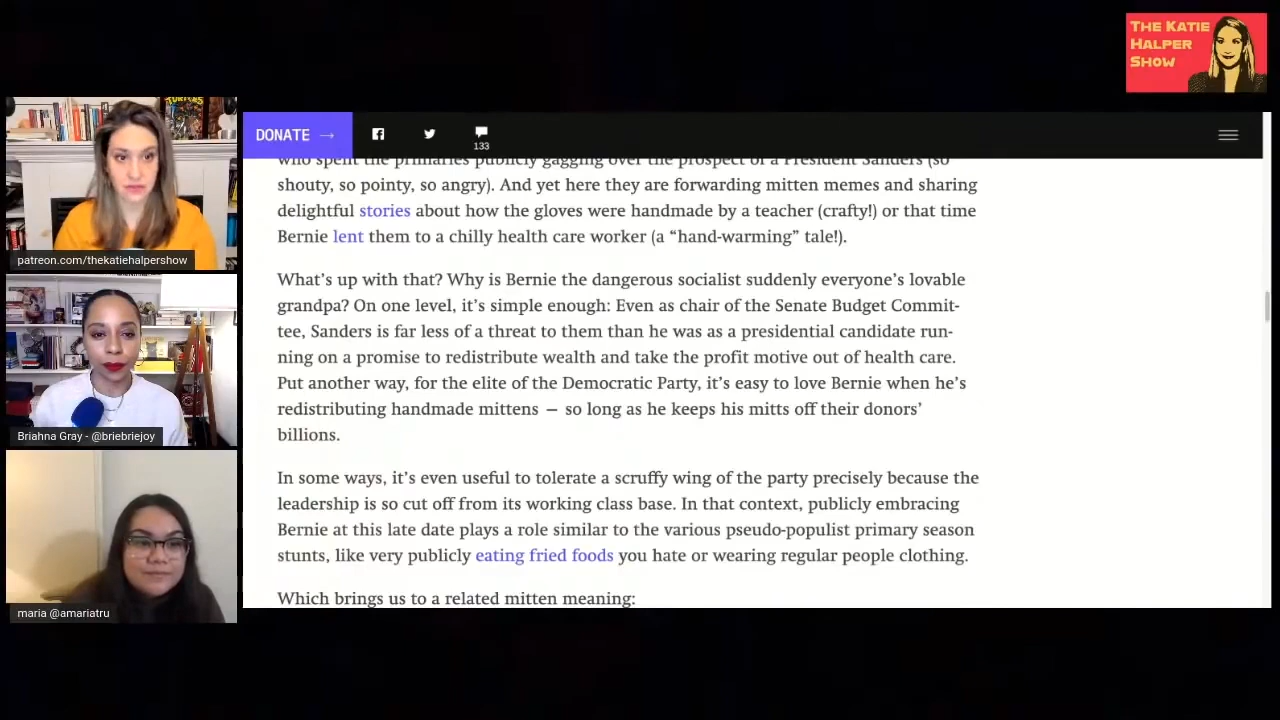 THE KATIE
HALPER
SHOW
TURTLES
DONATE →
133
who spent the primaries publicly gagging over the prospect of a President Sanders (so
shouty, so pointy, so angry). And yet here they are forwarding mitten memes and sharing
delightful stories about how the gloves were handmade by a teacher (crafty!) or that time
Bernie lent them to a chilly health care worker (a “hand-warming” tale!).
What’s up with that? Why is Bernie the dangerous socialist suddenly everyone’s lovable
grandpa? On one level, it’s simple enough: Even as chair of the Senate Budget Commit-
tee, Sanders is far less of a threat to them than he was as a presidential candidate run-
ning on a promise to redistribute wealth and take the profit motive out of health care.
Put another way, for the elite of the Democratic Party, it’s easy to love Bernie when he’s
redistributing handmade mittens — so long as he keeps his mitts off their donors’
billions.
In some ways, it’s even useful to tolerate a scruffy wing of the party precisely because the
leadership is so cut off from its working class base. In that context, publicly embracing
Bernie at this late date plays a role similar to the various pseudo-populist primary season
stunts, like very publicly eating fried foods you hate or wearing regular people clothing.
Which brings us to a related mitten meaning:
patreon.com/thekatiehalpershow
Briahna Gray - @briebriejoy
maria @amariatru